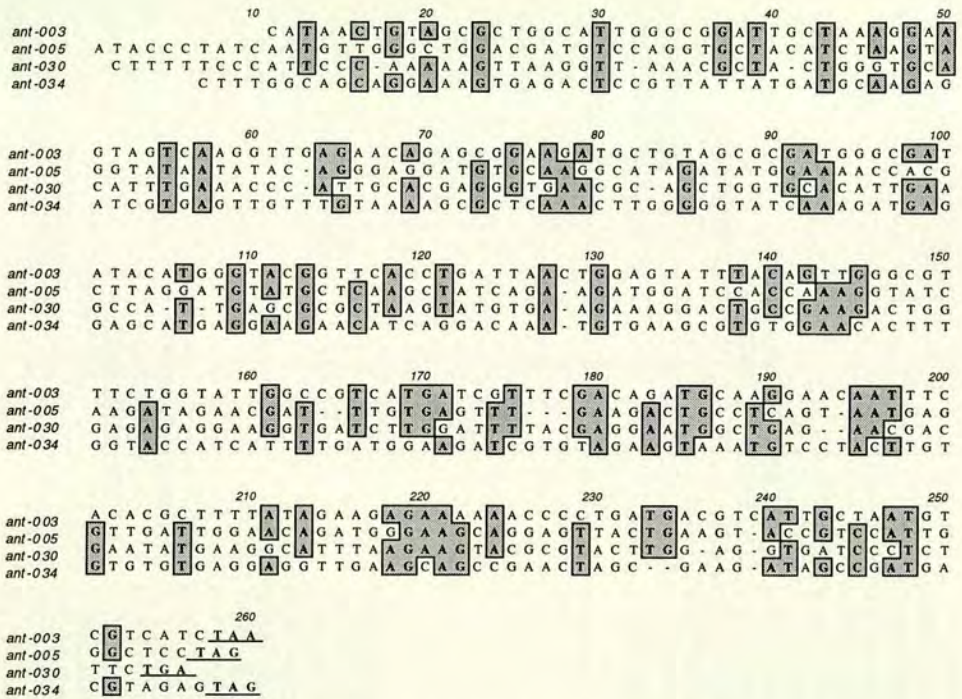 10 20 30 40 50
ant-003 C A T A A C T G T A G C G C T G G C A T T G G G C G G A T T G C T A A A G G A A
ant-005 A T A C C C T A T C A A T G T T G G G C T G G A C G A T G T C C A G G T G C T A C A T C T A A G T A
ant-030 C T T T T T C C C A T T C C C - A A A A A G T T A A G G T T - A A A C G C T A - C T G G G T G C A
ant-034 C T T T G G C A G C A G G A A A G T G A G A C T C C G T T A T T A T G A T G C A A G A G
60 70 80 90 100
ant-003 G T A G T C A A G G T T G A G A A C A G A G C G G A A G A T G C T G T A G C G C G A T G G G C G A T
ant-005 G G T A T A A T A T A C - A G G G A G G A T G T G C A A G G C A T A G A T A T G G A A A A C C A C G
ant-030 C A T T T G A A A C C C - A T T G C A C G A G G G T G A A C G C - A G C T G G T G C A C A T T G A A
ant-034 A T C G T G A G T T G T T T G T A A A A G C G C T C A A A C T T G G G G G T A T C A A A G A T G A G
110 120 130 140 150
ant-003 A T A C A T G G G T A C G G T T C A C C T G A T T A A C T G G A G T A T T T A C A G T T G G G C G T
ant-005 C T T A G G A T G T A T G C T C A A G C T A T C A G A - A G A T G G A T C C A C C A A A G G T A T C
ant-030 G C C A - T - T G A G C G C G C T A A G T A T G T G A - A G A A A G G A C T G C C G A A G A C T G G
ant-034 G A G C A T G A G G A A G A A C A T C A G G A C A A A - T G T G A A G C G T G T G G A A C A C T T T
160 170 180 190 200
ant-003 T T C T G G T A T T G G C C G T C A T G A T C G T T T C G A C A G A T G C A A G G A A C A A T T T C
ant-005 A A G A T A G A A C G A T - T T G T G A G T T T - G A A G A C T G C C T C A G T - A A T G A G
ant-030 G A G A G A G G A A G G T G A T C T T G G A T T T T A C G A G G A A T G G C T G A G - - A A C G A C
ant-034 G G T A C C A T C A T T T T G A T G G A A G A T C G T G T A G A A G T A A A T G T C C T A C T T G T
210 220 230 240 250
ant-003 A C A C G C T T T T A T A G A A G A G A G A A A A A C C C C T G A T G A C G T C A T T G C T A A T G T
ant-005 G T T G A T T G G A A C A G A T G G G A A G C A G G A G T T A C T G A A G T - A C C G T C C A T T G
ant-030 G A A T A T G A A G G C A T T T A A G A A G T A C G C G T A C T T G G - A G - G T G A T C C C T C T
ant-034 G T G T G T G A G G A G G T T G A A G C A G C C G A A C T A G C - - G A A G - A T A G C C G A T G A
260
ant-003 C G T C A T C T A A
ant-005 G G C T C C T A G
ant-030 T T C T G A
ant-034 C G T A G A G T A G